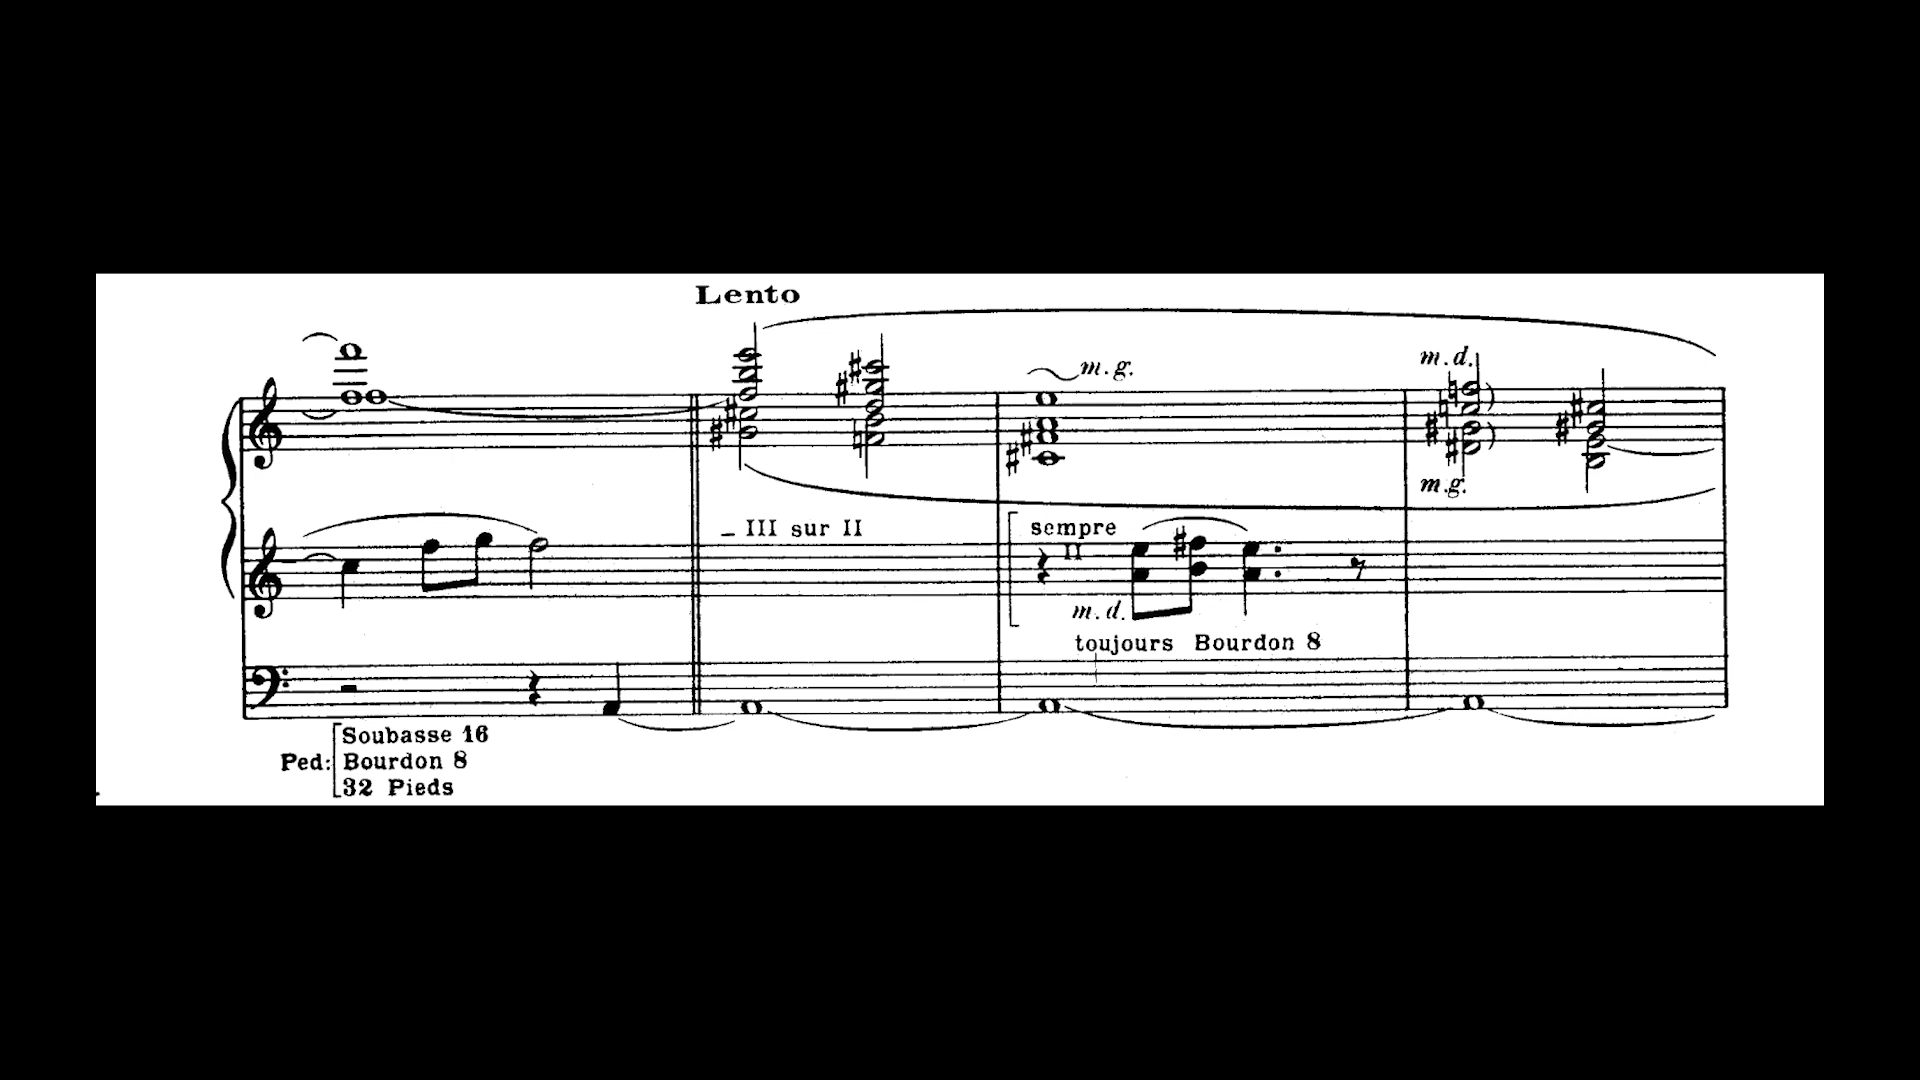 Lento
m.g.
m.d.
m.g.
III sur II
sempre
II
m.d.
toujours Bourdon 8
Ped:
Soubasse 16
Bourdon 8
32 Pieds